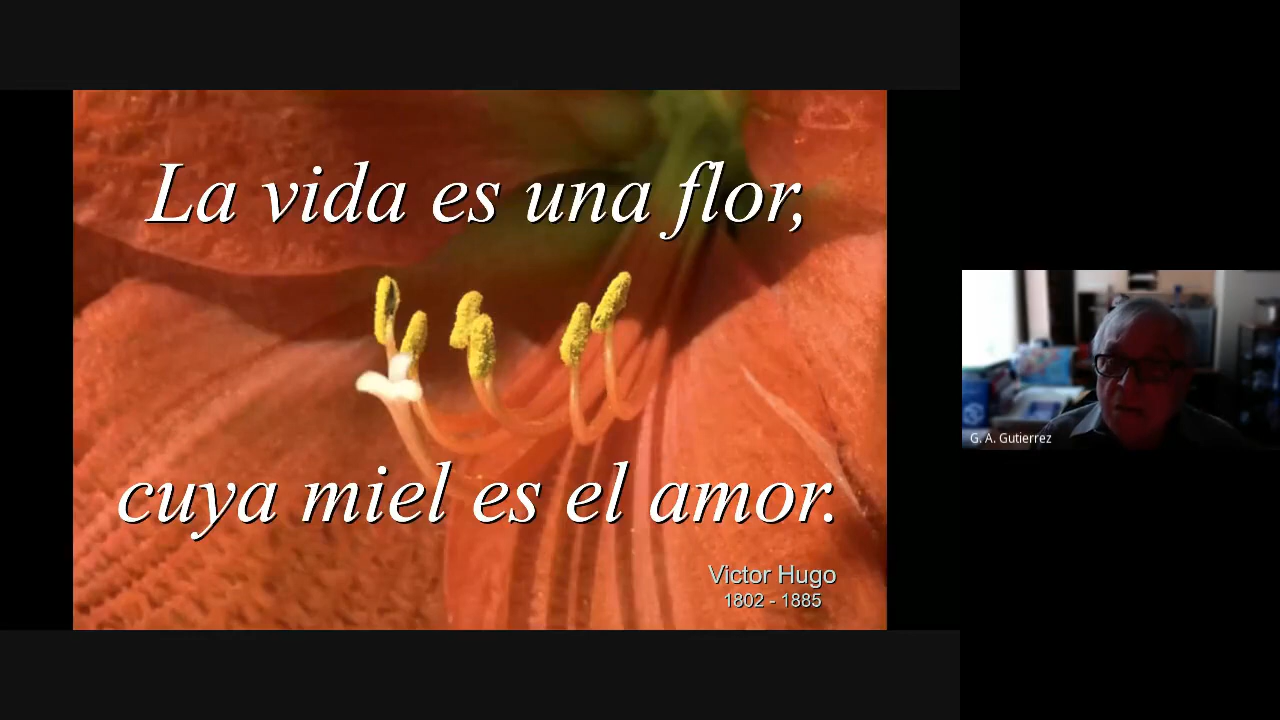 La vida es una flor,
cuya miel es el amor.
Victor Hugo
1802 - 1885
G. A. Gutierrez